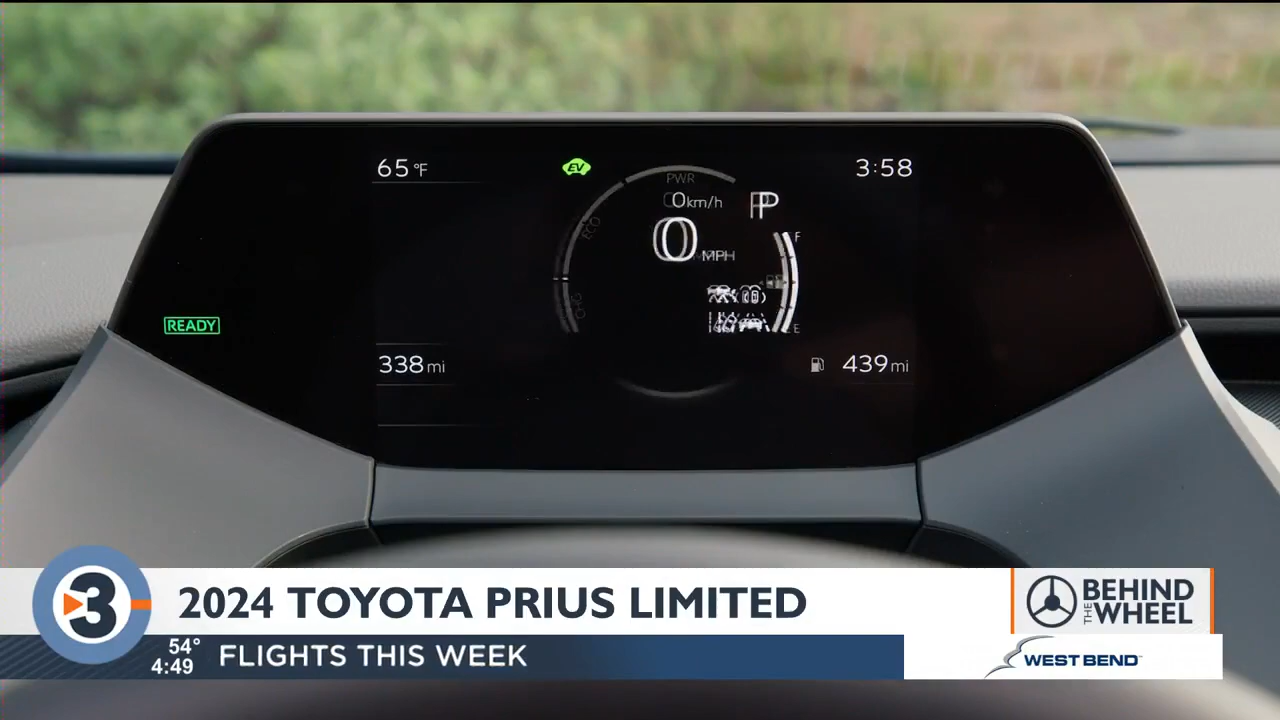 65 °F
EV
3:58
PWR
0 km/h
P
0 MPH
ECO
F
CHG
E
READY
338 mi
439 mi
3
2024 TOYOTA PRIUS LIMITED
BEHIND
THE
WHEEL
54°
4:49
FLIGHTS THIS WEEK
WEST BEND